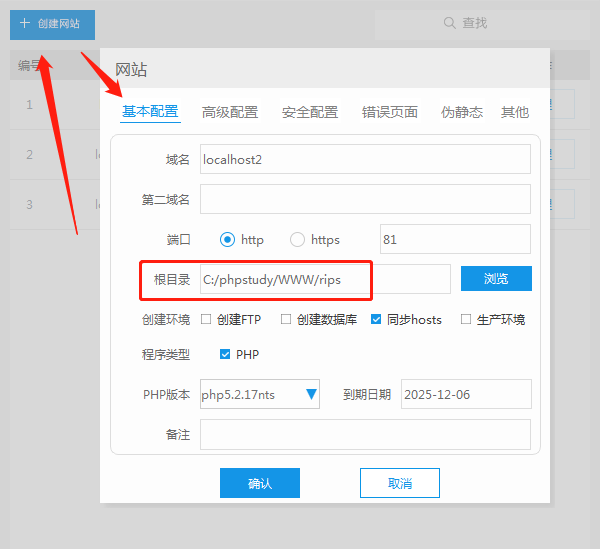 + 创建网站
查找
编号
网站
1
2
lo
3
lo
基本配置 高级配置 安全配置 错误页面 伪静态 其他
域名 localhost2
第二域名
端口 http https 81
根目录 C:/phpstudy/WWW/rips 浏览
创建环境 创建FTP 创建数据库 同步hosts 生产环境
程序类型 PHP
PHP版本 php5.2.17nts 到期日期 2025-12-06
备注
确认 取消